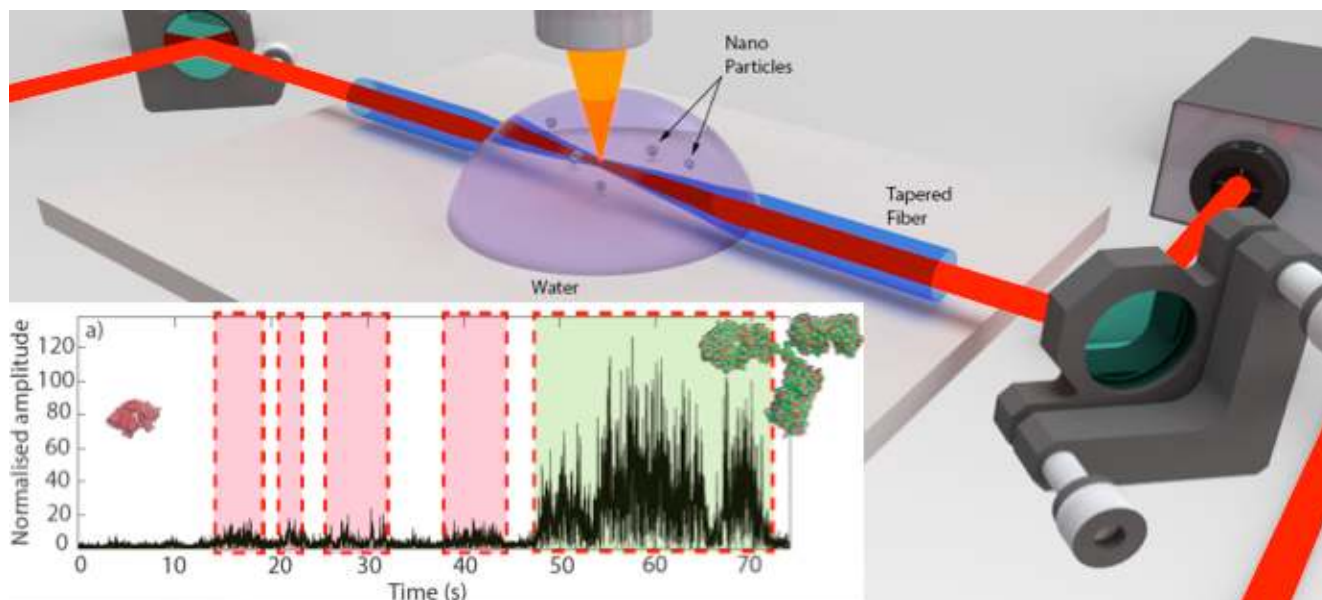 Nano
Particles
Tapered
Fiber
Water
a)
Normalised amplitude
120
100
80
60
40
20
0
0 10 20 30 40 50 60 70
Time (s)